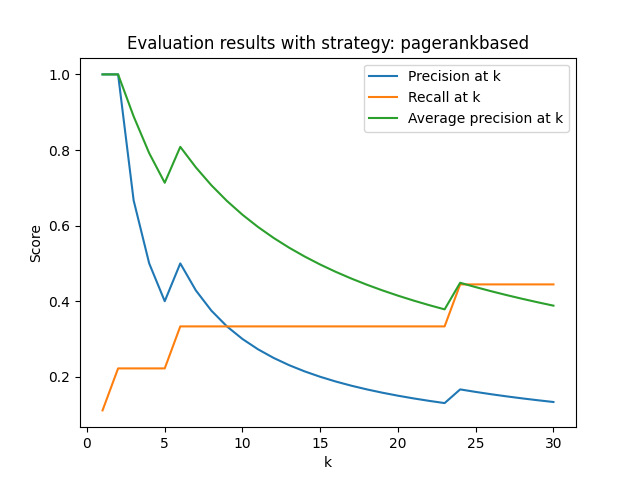 Evaluation results with strategy: pagerankbased
Precision at k
Recall at k
Average precision at k
Score
1.0
0.8
0.6
0.4
0.2
0 5 10 15 20 25 30
k